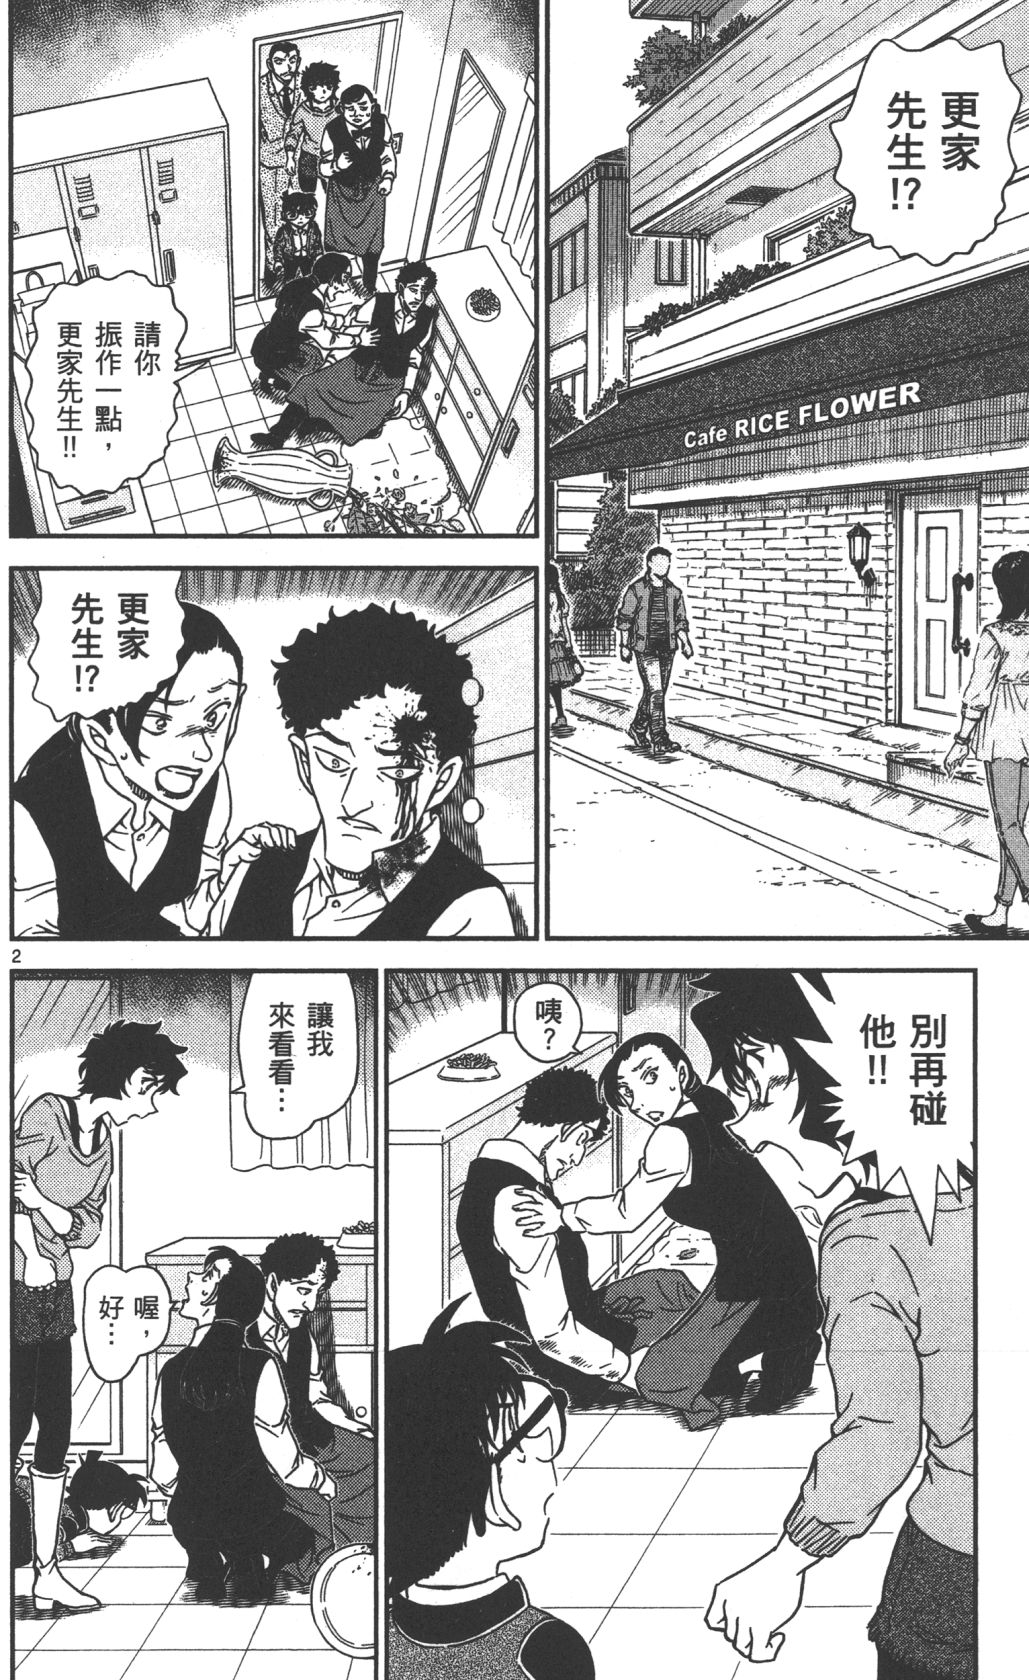 更家
先生!?
Cafe RICE FLOWER
請你
振作一點，
更家先生!!
更家
先生!?
2
別再碰
他!!
咦?
讓我
來看看…
喔，
好…